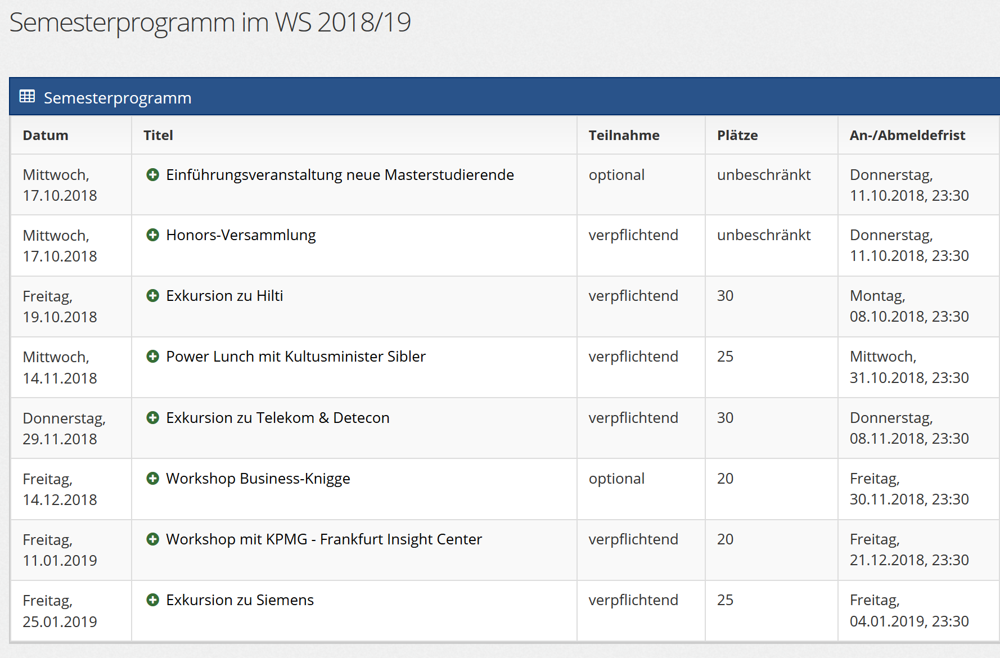 Semesterprogramm im WS 2018/19
Semesterprogramm
Datum Titel Teilnahme Plätze An-/Abmeldefrist
Mittwoch, Einführungsveranstaltung neue Masterstudierende optional unbeschränkt Donnerstag,
17.10.2018 11.10.2018, 23:30
Mittwoch, Honors-Versammlung verpflichtend unbeschränkt Donnerstag,
17.10.2018 11.10.2018, 23:30
Freitag, Exkursion zu Hilti verpflichtend 30 Montag,
19.10.2018 08.10.2018, 23:30
Mittwoch, Power Lunch mit Kultusminister Sibler verpflichtend 25 Mittwoch,
14.11.2018 31.10.2018, 23:30
Donnerstag, Exkursion zu Telekom & Detecon verpflichtend 30 Donnerstag,
29.11.2018 08.11.2018, 23:30
Freitag, Workshop Business-Knigge optional 20 Freitag,
14.12.2018 30.11.2018, 23:30
Freitag, Workshop mit KPMG - Frankfurt Insight Center verpflichtend 20 Freitag,
11.01.2019 21.12.2018, 23:30
Freitag, Exkursion zu Siemens verpflichtend 25 Freitag,
25.01.2019 04.01.2019, 23:30